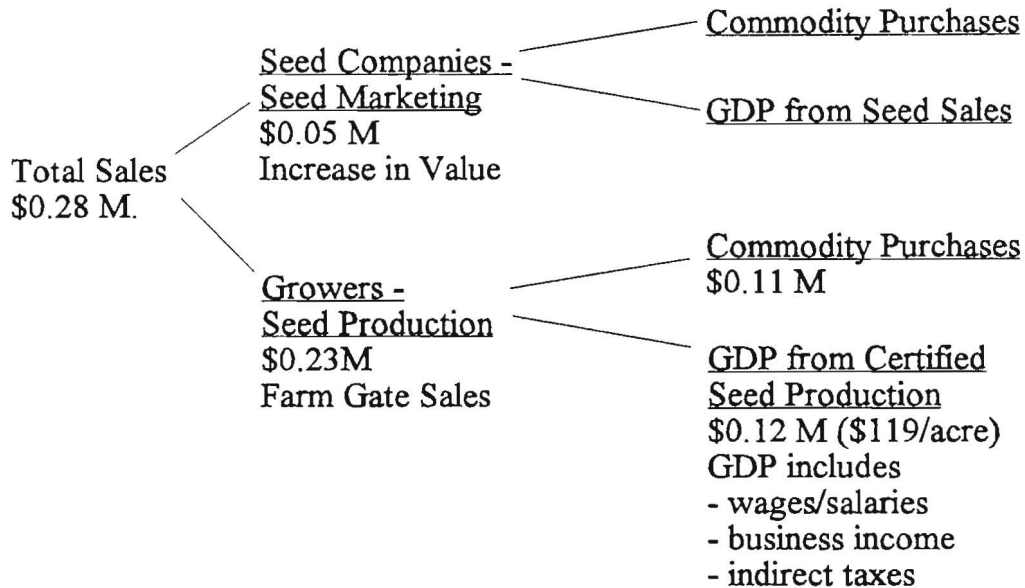 Total Sales
$0.28 M.
Seed Companies -
Seed Marketing
$0.05 M
Increase in Value
Commodity Purchases
GDP from Seed Sales
Growers -
Seed Production
$0.23M
Farm Gate Sales
Commodity Purchases
$0.11 M
GDP from Certified
Seed Production
$0.12 M ($119/acre)
GDP includes
- wages/salaries
- business income
- indirect taxes